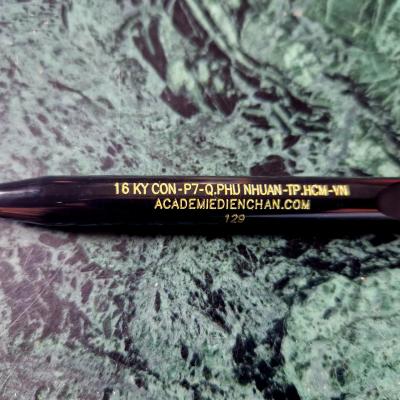 16 KY CON-P7-Q.PHU NHUAN-TP.HCM-VN
ACADEMIEDIENCHAN.COM
129